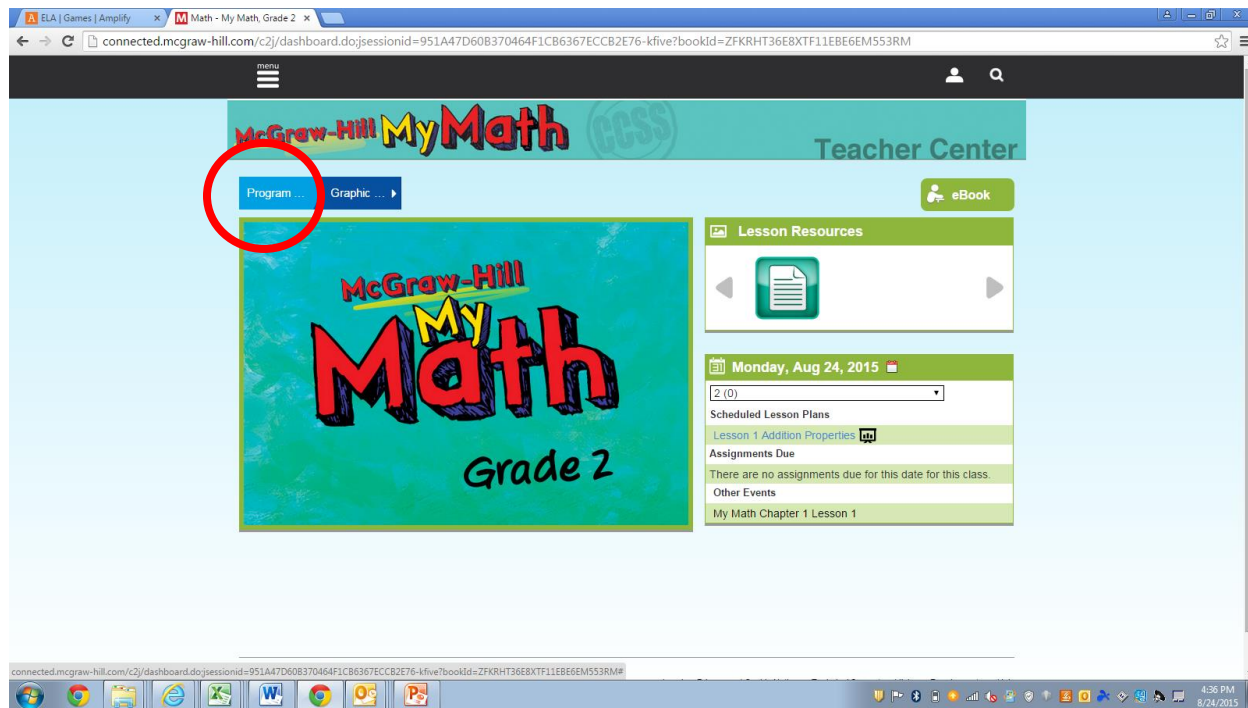 ELA | Games | Amplify
Math - My Math, Grade 2
connected.mcgraw-hill.com/c2j/dashboard.do;jsessionid=951A47D60B370464F1CB6367ECCB2E76-kfive?bookId=ZFKRHT36E8XTF11EBE6EM553RM
menu
McGraw-Hill My Math CCSS
Teacher Center
Program ...
Graphic ...
eBook
Lesson Resources
McGraw-Hill
My
Math
Grade 2
Monday, Aug 24, 2015
2 (0)
Scheduled Lesson Plans
Lesson 1 Addition Properties
Assignments Due
There are no assignments due for this date for this class.
Other Events
My Math Chapter 1 Lesson 1
connected.mcgraw-hill.com/c2j/dashboard.do;jsessionid=951A47D60B370464F1CB6367ECCB2E76-kfive?bookId=ZFKRHT36E8XTF11EBE6EM553RM#
4:36 PM
8/24/2015